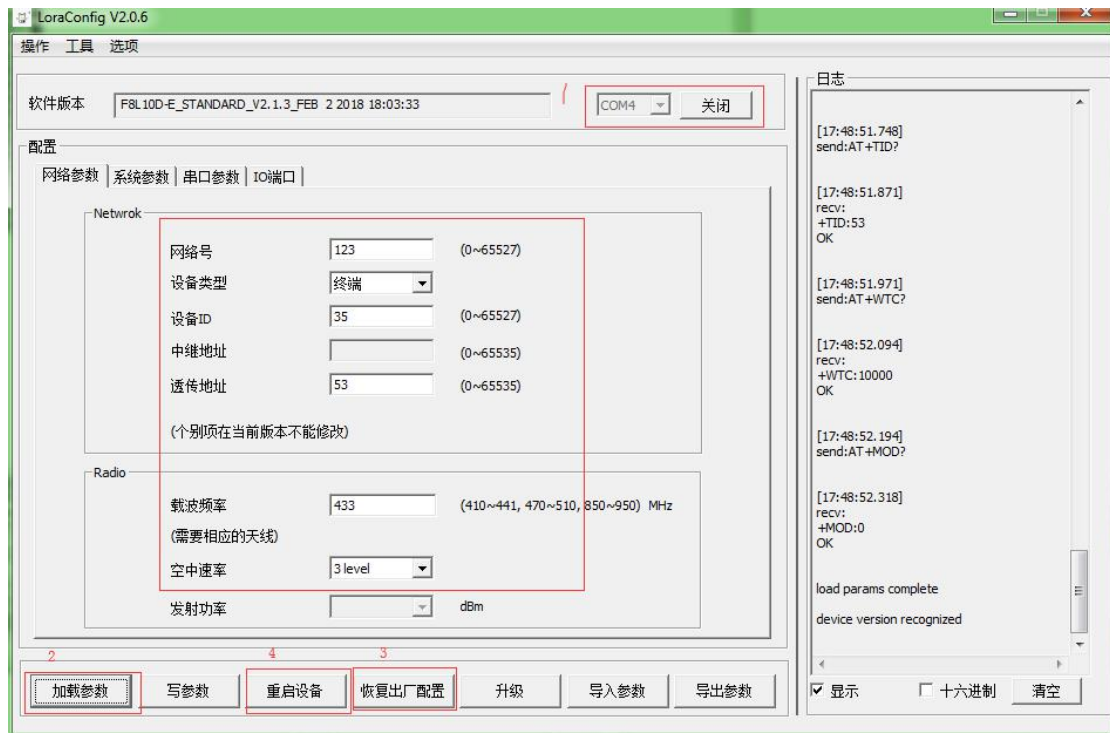 LoraConfig V2.0.6
操作 工具 选项
软件版本 F8L10D-E_STANDARD_V2.1.3_FEB 2 2018 18:03:33 1 COM4 关闭
配置
网络参数 系统参数 串口参数 IO端口
Netwrok
网络号 123 (0~65527)
设备类型 终端
设备ID 35 (0~65527)
中继地址 (0~65535)
透传地址 53 (0~65535)
(个别项在当前版本不能修改)
Radio
载波频率 433 (410~441, 470~510, 850~950) MHz
(需要相应的天线)
空中速率 3 level
发射功率 dBm
2 4 3
加载参数 写参数 重启设备 恢复出厂配置 升级 导入参数 导出参数
日志
[17:48:51.748]
send:AT+TID?
[17:48:51.871]
recv:
+TID:53
OK
[17:48:51.971]
send:AT+WTC?
[17:48:52.094]
recv:
+WTC:10000
OK
[17:48:52.194]
send:AT+MOD?
[17:48:52.318]
recv:
+MOD:0
OK
load params complete
device version recognized
显示 十六进制 清空